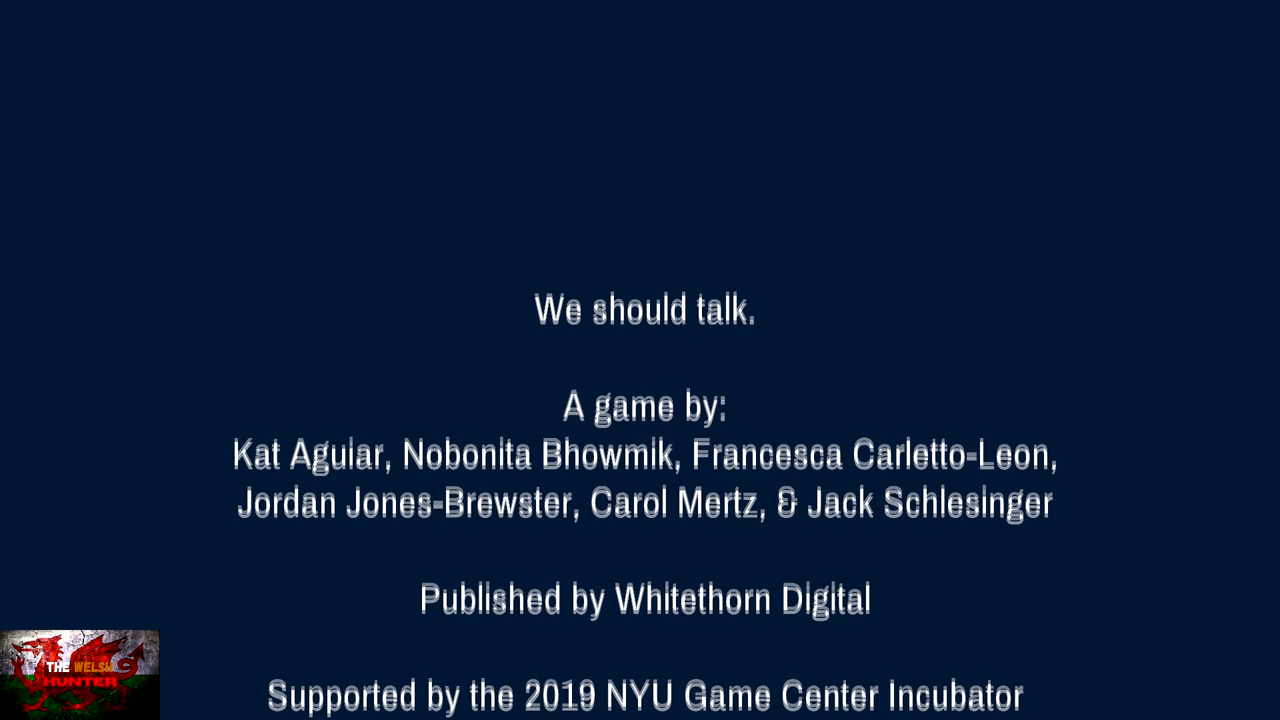 We should talk.
A game by:
Kat Aguiar, Nobonita Bhowmik, Francesca Carletto-Leon,
Jordan Jones-Brewster, Carol Mertz, & Jack Schlesinger
Published by Whitethorn Digital
THE WELSH
HUNTER
Supported by the 2019 NYU Game Center Incubator